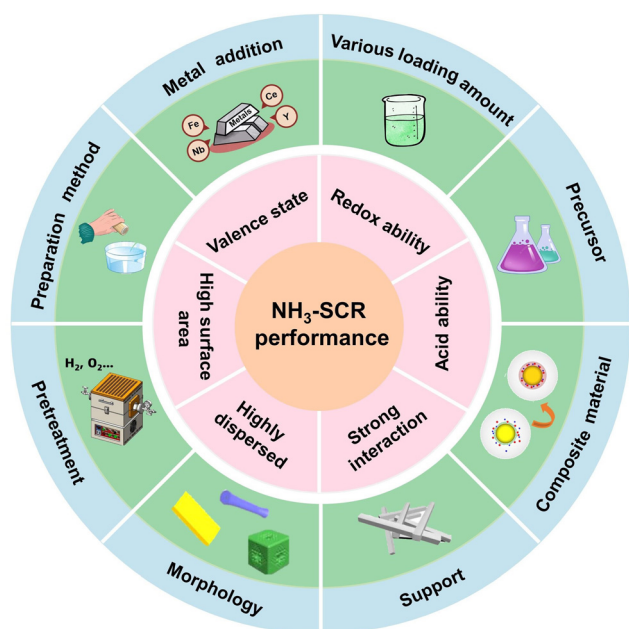 Metal addition
Various loading amount
Precursor
Composite material
Support
Morphology
Pretreatment
Preparation method
Metals
Fe
Ce
Y
Nb
H₂, O₂...
Valence state
Redox ability
Acid ability
Strong
interaction
Highly
dispersed
High surface
area
NH₃-SCR
performance